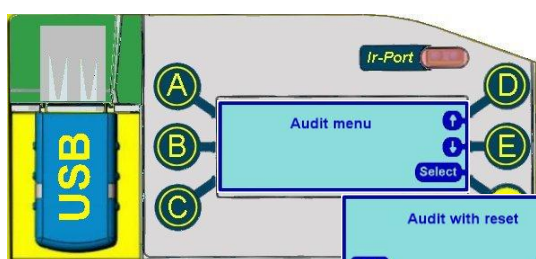 Ir-Port
A
D
Audit menu
B
E
C
Select
USB
Audit with reset